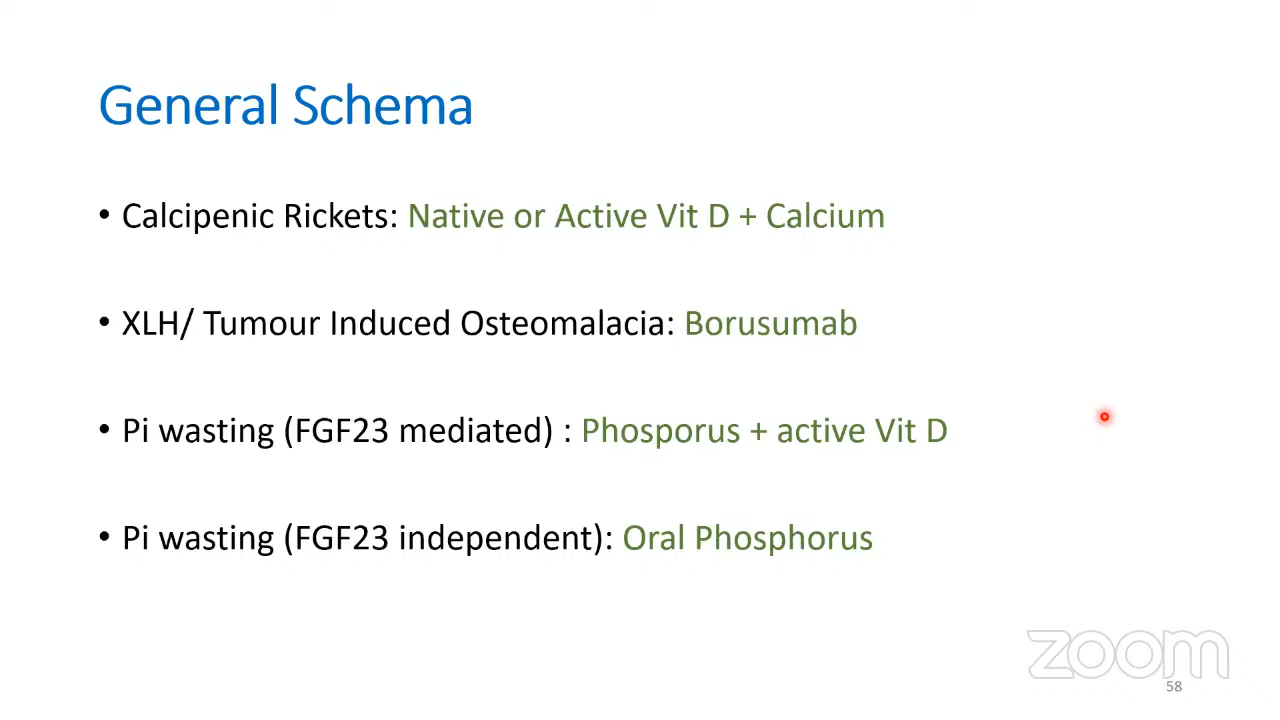 General Schema
• Calcipenic Rickets: Native or Active Vit D + Calcium
• XLH/ Tumour Induced Osteomalacia: Borusumab
• Pi wasting (FGF23 mediated) : Phosporus + active Vit D
• Pi wasting (FGF23 independent): Oral Phosphorus
zoom
58